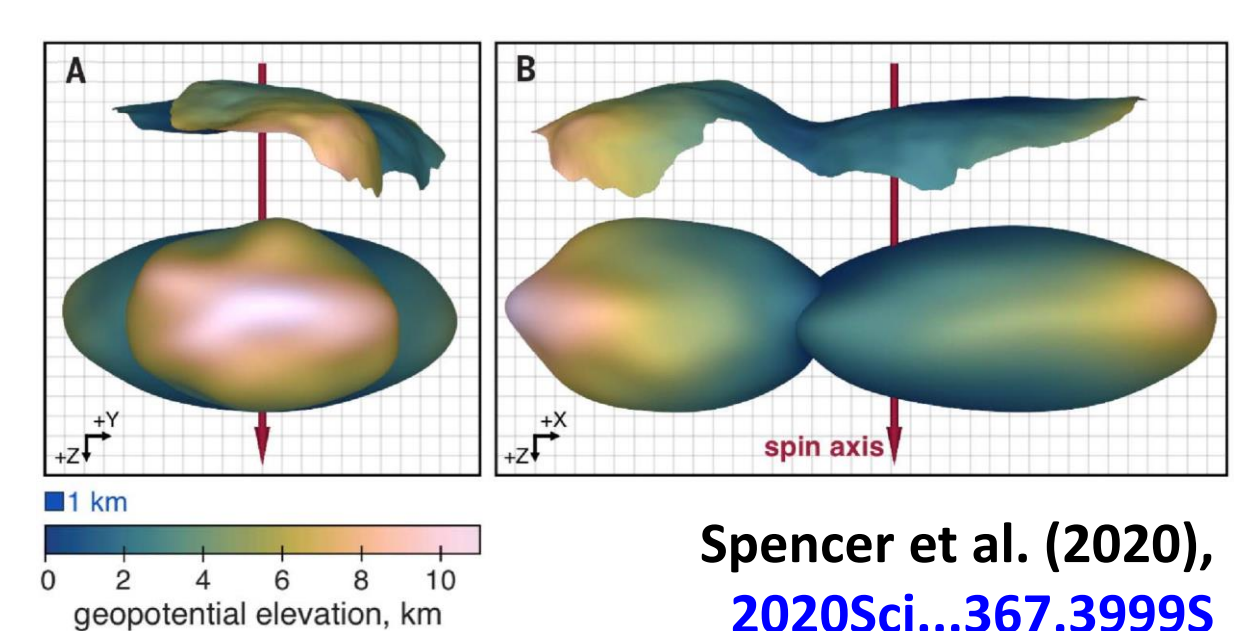 A
B
+Y
+Z
+X
+Z
spin axis
1 km
0 2 4 6 8 10
geopotential elevation, km
Spencer et al. (2020),
2020Sci...367.3999S